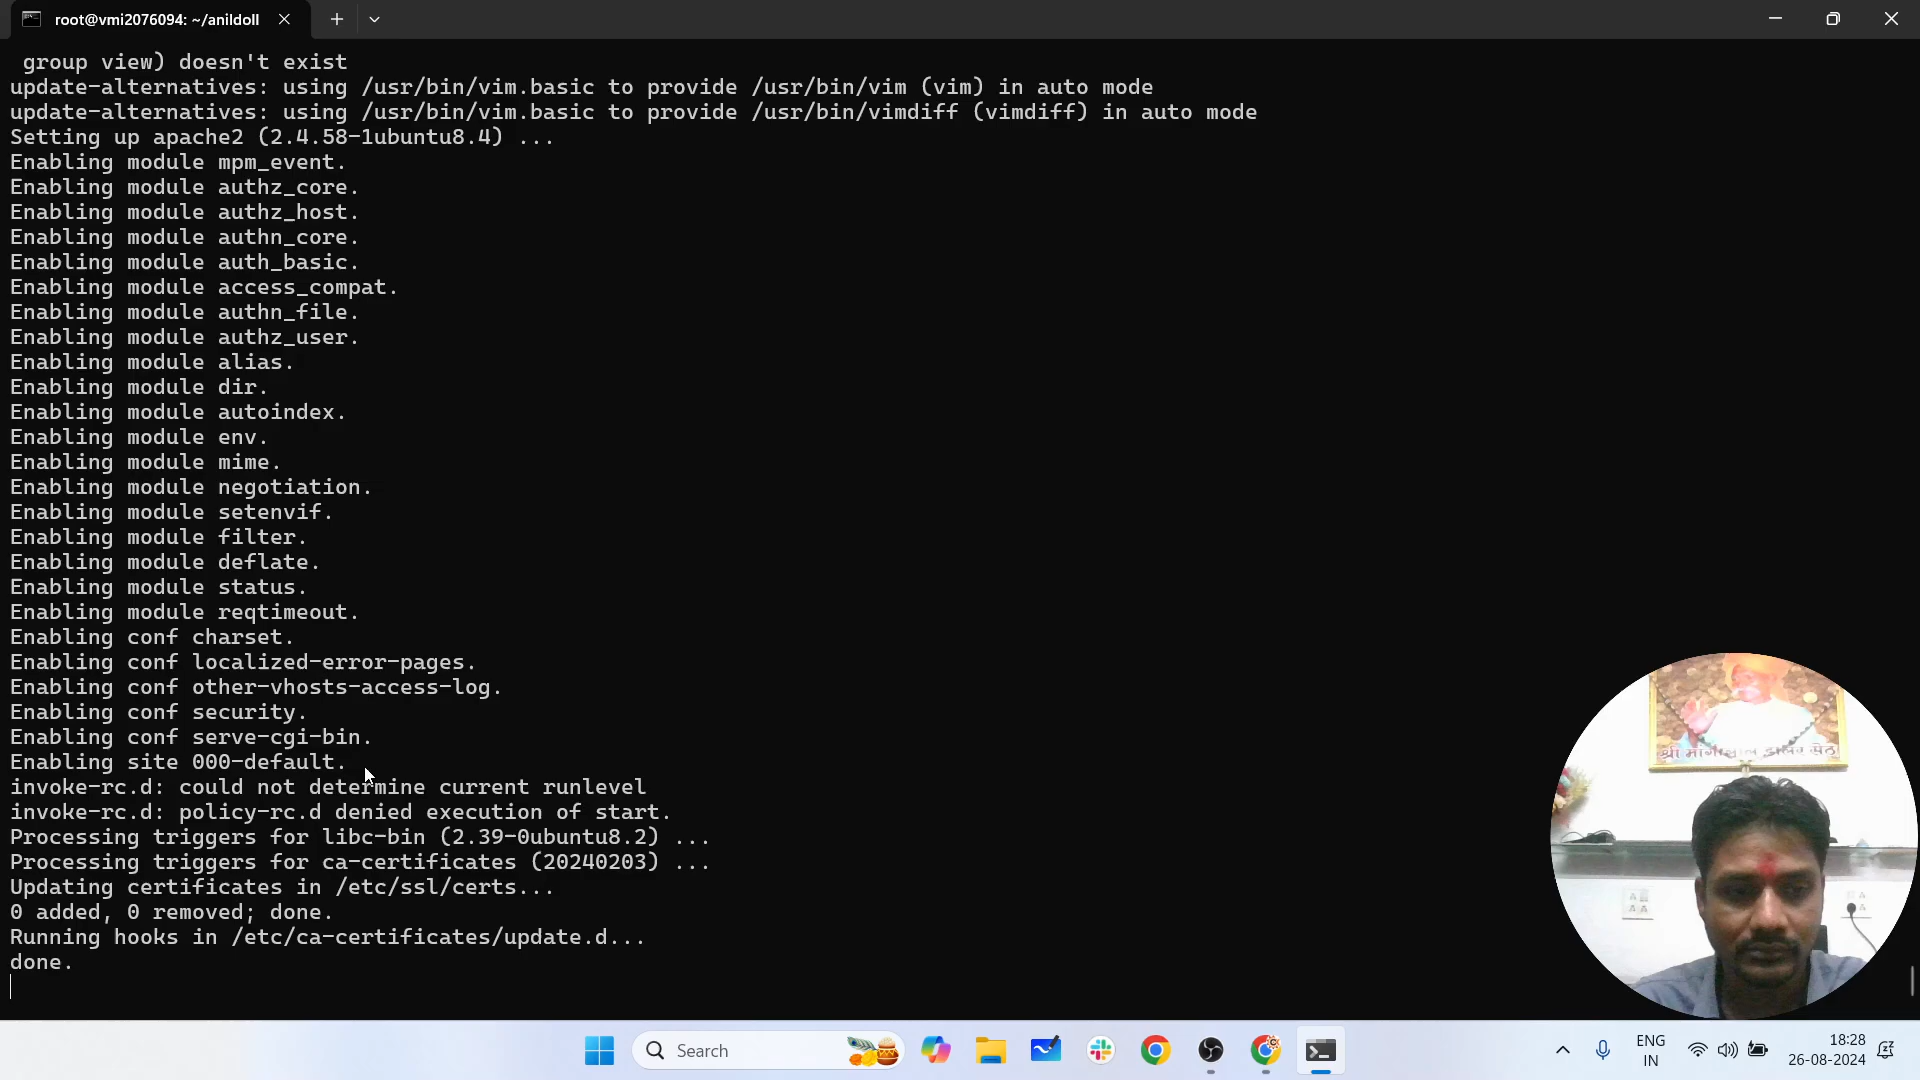 root@vmi2076094: ~/anildoll
group view) doesn't exist
update-alternatives: using /usr/bin/vim.basic to provide /usr/bin/vim (vim) in auto mode
update-alternatives: using /usr/bin/vim.basic to provide /usr/bin/vimdiff (vimdiff) in auto mode
Setting up apache2 (2.4.58-1ubuntu8.4) ...
Enabling module mpm_event.
Enabling module authz_core.
Enabling module authz_host.
Enabling module authn_core.
Enabling module auth_basic.
Enabling module access_compat.
Enabling module authn_file.
Enabling module authz_user.
Enabling module alias.
Enabling module dir.
Enabling module autoindex.
Enabling module env.
Enabling module mime.
Enabling module negotiation.
Enabling module setenvif.
Enabling module filter.
Enabling module deflate.
Enabling module status.
Enabling module reqtimeout.
Enabling conf charset.
Enabling conf localized-error-pages.
Enabling conf other-vhosts-access-log.
Enabling conf security.
Enabling conf serve-cgi-bin.
Enabling site 000-default.
invoke-rc.d: could not determine current runlevel
invoke-rc.d: policy-rc.d denied execution of start.
Processing triggers for libc-bin (2.39-0ubuntu8.2) ...
Processing triggers for ca-certificates (20240203) ...
Updating certificates in /etc/ssl/certs...
0 added, 0 removed; done.
Running hooks in /etc/ca-certificates/update.d...
done.
श्री
Search
ENG
IN
18:28
26-08-2024